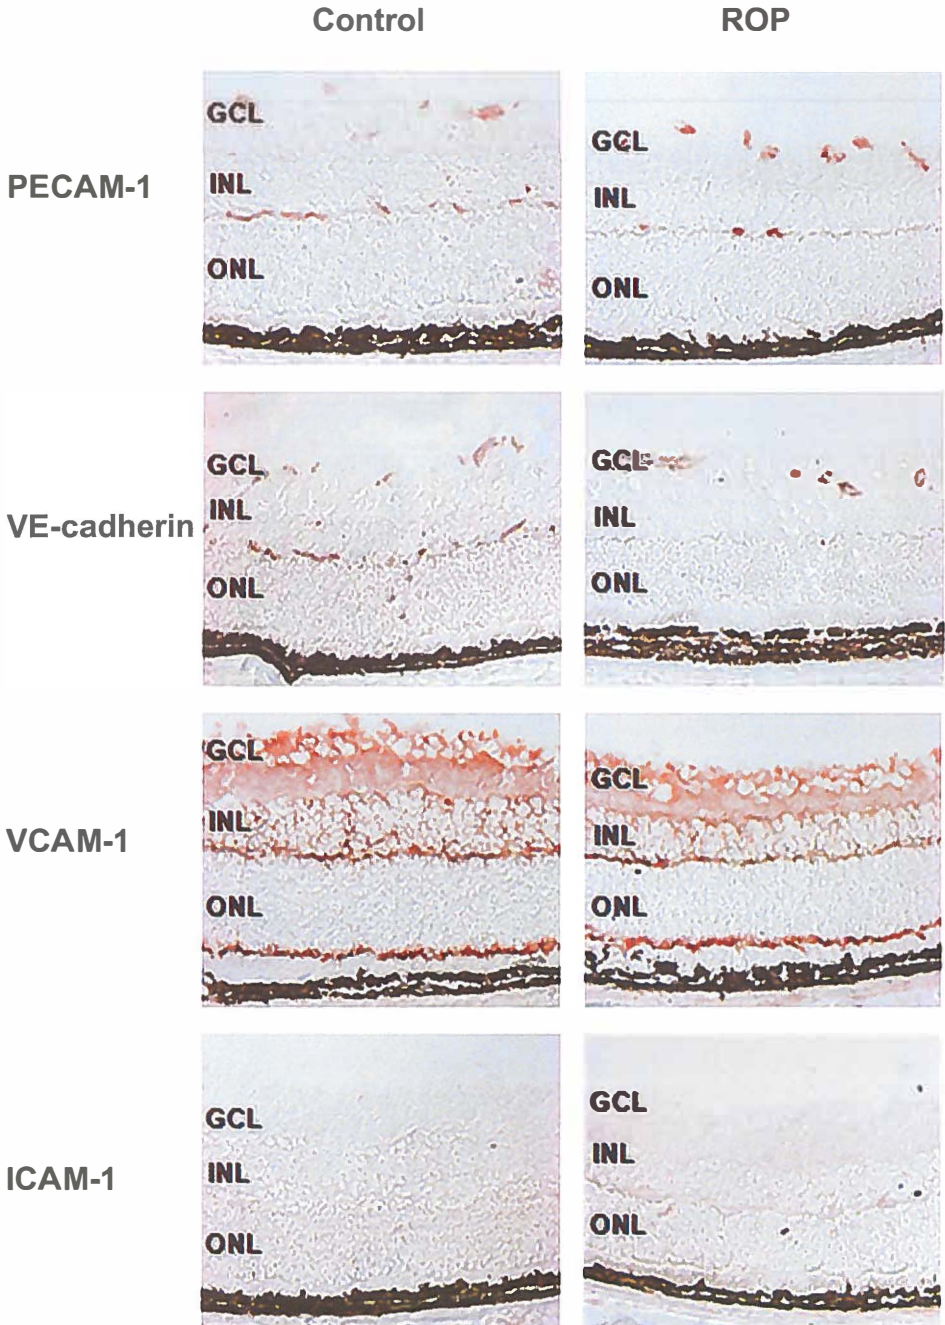 Control ROP
PECAM-1
GCL
INL
ONL
GCL
INL
ONL
VE-cadherin
GCL
INL
ONL
GCL
INL
ONL
VCAM-1
GCL
INL
ONL
GCL
INL
ONL
ICAM-1
GCL
INL
ONL
GCL
INL
ONL